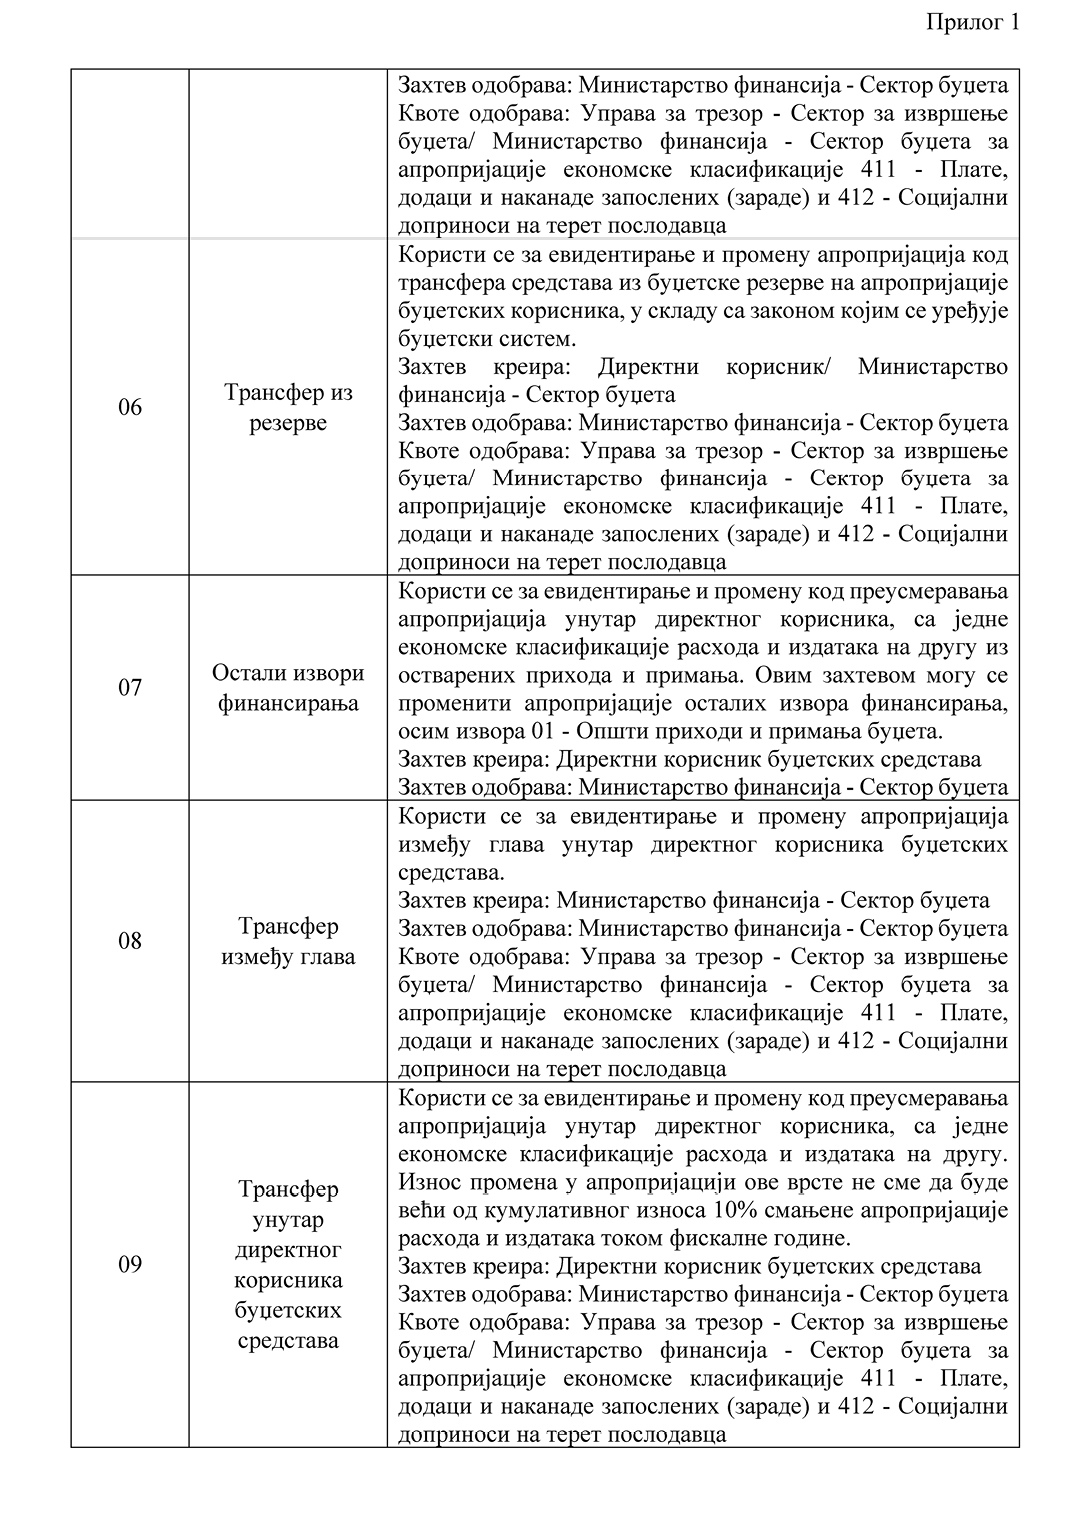 Прилог 1
Захтев одобрава: Министарство финансија - Сектор буџета
Квоте одобрава: Управа за трезор - Сектор за извршење
буџета/ Министарство финансија - Сектор буџета за
апропријације економске класификације 411 - Плате,
додаци и наканаде запослених (зараде) и 412 - Социјални
доприноси на терет послодавца
06
Трансфер из
резерве
Користи се за евидентирање и промену апропријација код
трансфера средстава из буџетске резерве на апропријације
буџетских корисника, у складу са законом којим се уређује
буџетски систем.
Захтев креира: Директни корисник/ Министарство
финансија - Сектор буџета
Захтев одобрава: Министарство финансија - Сектор буџета
Квоте одобрава: Управа за трезор - Сектор за извршење
буџета/ Министарство финансија - Сектор буџета за
апропријације економске класификације 411 - Плате,
додаци и наканаде запослених (зараде) и 412 - Социјални
доприноси на терет послодавца
07
Остали извори
финансирања
Користи се за евидентирање и промену код преусмеравања
апропријација унутар директног корисника, са једне
економске класификације расхода и издатака на другу из
остварених прихода и примања. Овим захтевом могу се
променити апропријације осталих извора финансирања,
осим извора 01 - Општи приходи и примања буџета.
Захтев креира: Директни корисник буџетских средстава
Захтев одобрава: Министарство финансија - Сектор буџета
08
Трансфер
између глава
Користи се за евидентирање и промену апропријација
између глава унутар директног корисника буџетских
средстава.
Захтев креира: Министарство финансија - Сектор буџета
Захтев одобрава: Министарство финансија - Сектор буџета
Квоте одобрава: Управа за трезор - Сектор за извршење
буџета/ Министарство финансија - Сектор буџета за
апропријације економске класификације 411 - Плате,
додаци и наканаде запослених (зараде) и 412 - Социјални
доприноси на терет послодавца
09
Трансфер
унутар
директног
корисника
буџетских
средстава
Користи се за евидентирање и промену код преусмеравања
апропријација унутар директног корисника, са једне
економске класификације расхода и издатака на другу.
Износ промена у апропријацији ове врсте не сме да буде
већи од кумулативног износа 10% смањене апропријације
расхода и издатака током фискалне године.
Захтев креира: Директни корисник буџетских средстава
Захтев одобрава: Министарство финансија - Сектор буџета
Квоте одобрава: Управа за трезор - Сектор за извршење
буџета/ Министарство финансија - Сектор буџета за
апропријације економске класификације 411 - Плате,
додаци и наканаде запослених (зараде) и 412 - Социјални
доприноси на терет послодавца